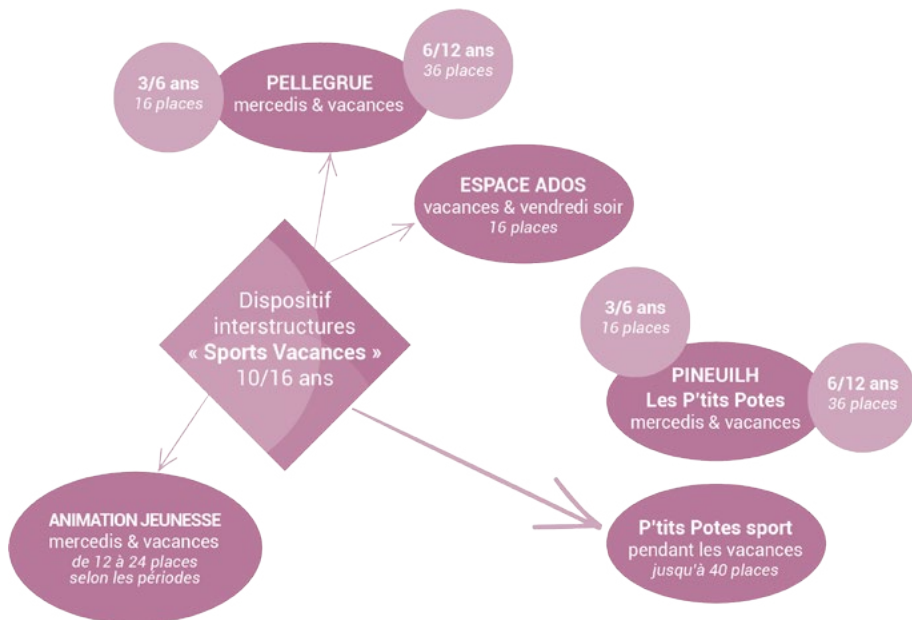 3/6 ans
16 places
PELLEGRUE
mercedis & vacances
6/12 ans
36 places
ESPACE ADOS
vacances & vendredi soir
16 places
Dispositif
interstructures
« Sports Vacances »
10/16 ans
3/6 ans
16 places
PINEUILH
Les P'tits Potes
mercedis & vacances
6/12 ans
36 places
ANIMATION JEUNESSE
mercedis & vacances
de 12 à 24 places
selon les périodes
P'tits Potes sport
pendant les vacances
jusqu'à 40 places